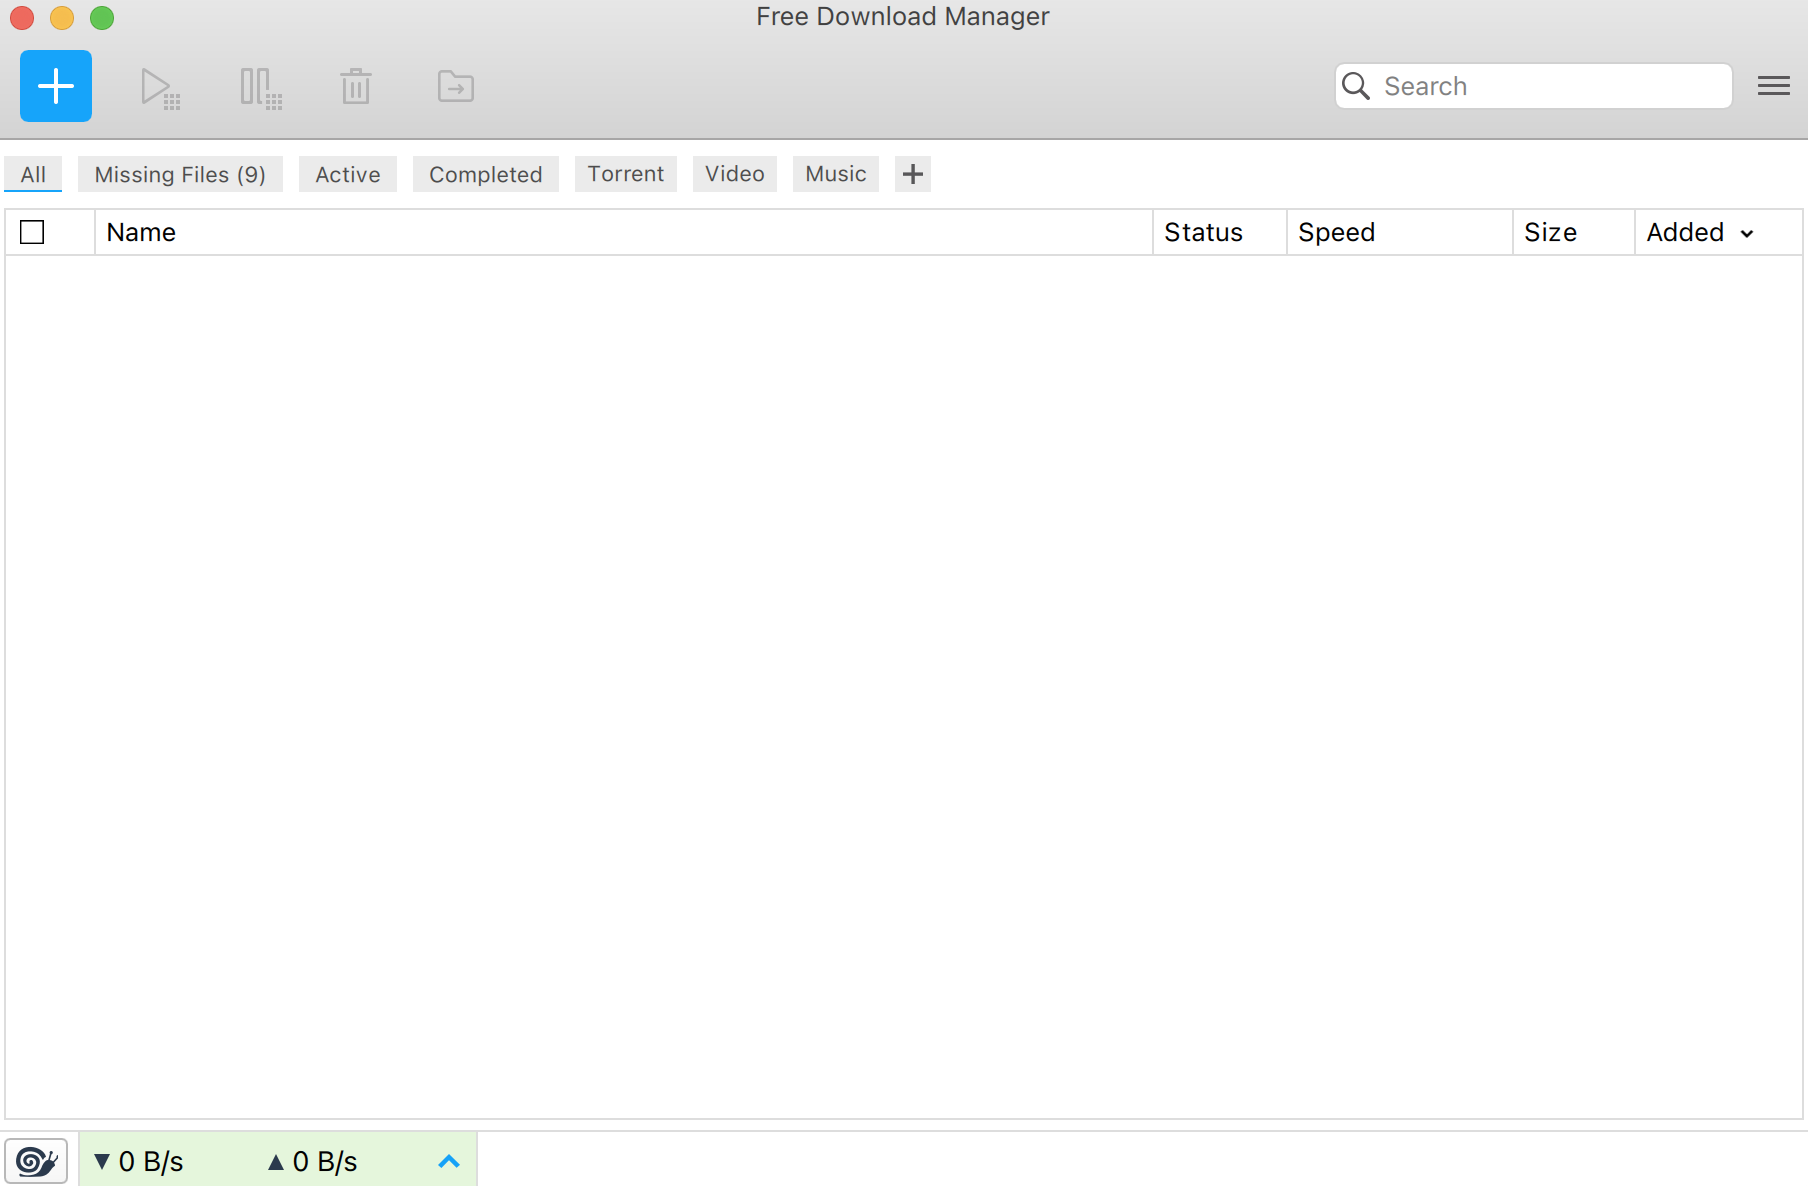 Free Download Manager
Search
All Missing Files (9) Active Completed Torrent Video Music
Name Status Speed Size Added
0 B/s 0 B/s